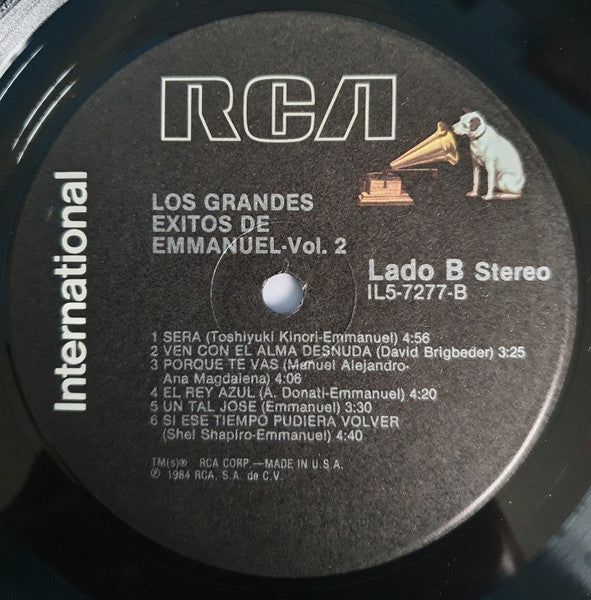 RCA
International
LOS GRANDES
EXITOS DE
EMMANUEL-Vol. 2
Lado B Stereo
IL5-7277-B
1 SERA (Toshiyuki Kinori-Emmanuel) 4:56
2 VEN CON EL ALMA DESNUDA (David Brigbeder) 3:25
3 PORQUE TE VAS (Manuel Alejandro-
Ana Magdalena) 4:06
4 EL REY AZUL (A. Donati-Emmanuel) 4:20
5 UN TAL JOSE (Emmanuel) 3:30
6 SI ESE TIEMPO PUDIERA VOLVER
(Shel Shapiro-Emmanuel) 4:40
TM(s)® RCA CORP.—MADE IN U.S.A.
℗ 1984 RCA, S.A. de C.V.